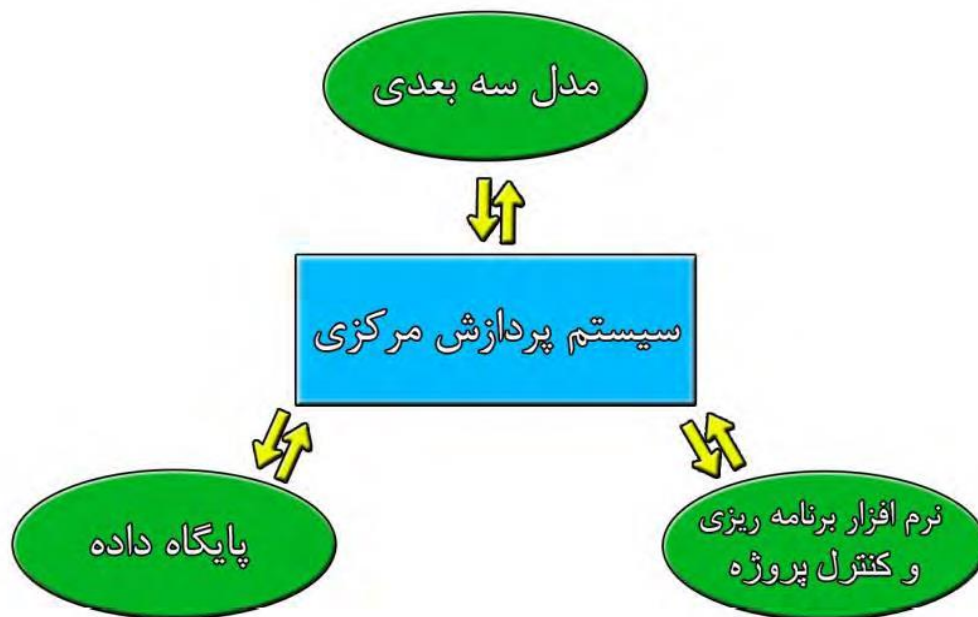 مدل سه بعدی
سیستم پردازش مرکزی
نرم افزار برنامه ریزی
و کنترل پروژه
پایگاه داده